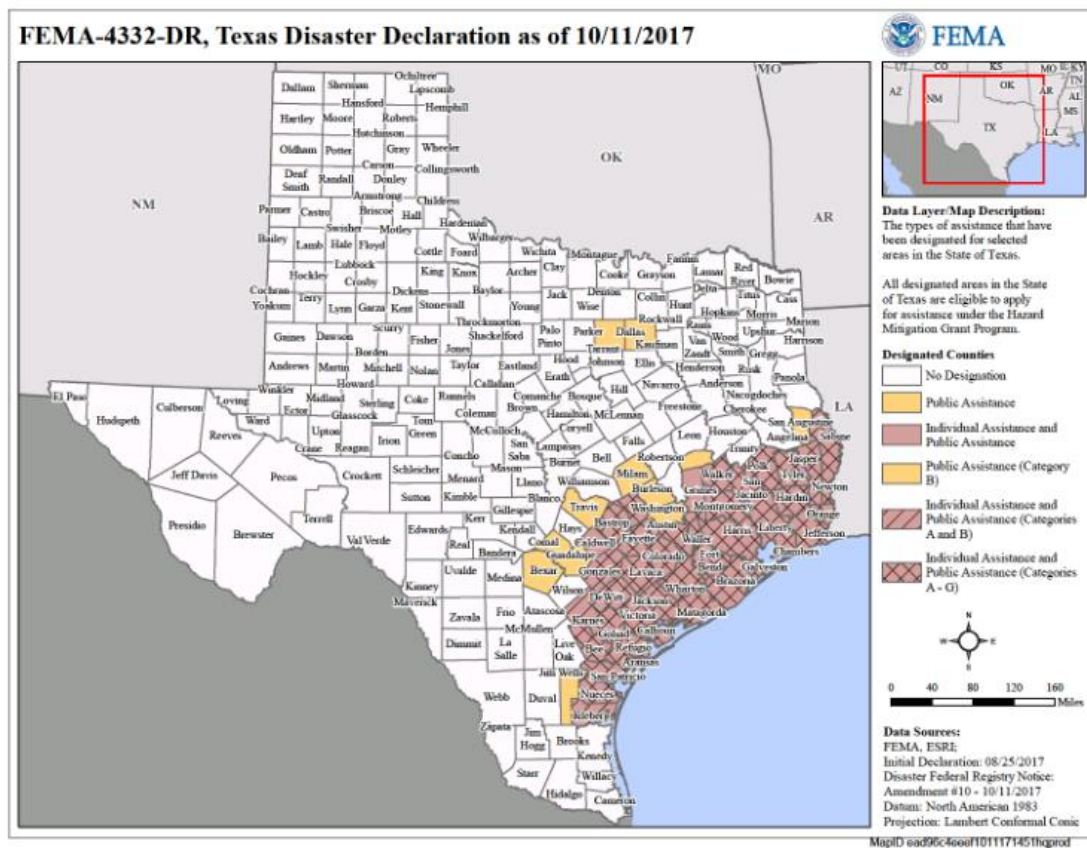 FEMA-4332-DR, Texas Disaster Declaration as of 10/11/2017
FEMA
UT CO KS MO IL KY
TN
AZ NM OK AR AL
MS
TX LA
MO
OK
NM
AR
LA
Dallam Sherman Ochiltree
Lipscomb
Hansford
Hartley Moore Roberts Hemphill
Hutchinson
Oldham Potter Gray Wheeler
Carson
Deaf
Smith
Randall Donley Collingsworth
Armstrong
Parmer Castro Briscoe Hall Childress
Swisher Motley Hardeman
Bailey Lamb Hale Floyd Cottle Foard Wilbarger Wichita Montague Fannin
Lubbock
Hockley Crosby King Knox Archer Clay Cooke Grayson Lamar Red
River
Bowie
Cochran Dickens Baylor Jack Denton Collin Delta Titus Cass
Yoakum Terry Lynn Garza Kent Stonewall Young Wise Hunt Hopkins Morris
Throckmorton Rockwall Rains Marion
Gaines Dawson Scurry Fisher Shackelford Palo
Pinto
Parker Dallas Van
Zandt
Wood Upshur Harrison
Borden Jones Tarrant Kaufman
Andrews Martin Mitchell Nolan Taylor Eastland Hood Johnson Ellis Smith Gregg
Howard Callahan Erath Henderson Rusk Panola
El Paso Winkler Loving Ector Midland Glasscock Sterling Coke Runnels Coleman Brown Comanche Bosque Hill Navarro Anderson Nacogdoches
Hudspeth Culberson Reeves Ward Crane Upton Reagan Irion Tom
Green
Concho McCulloch San
Saba
Hamilton McLennan Freestone Cherokee
Lampasas Coryell Falls Leon Houston Angelina San Augustine Sabine
Jeff Davis Pecos Crockett Schleicher Menard Mason Llano Burnet Bell Robertson Trinity
Presidio Brewster Terrell Sutton Kimble Gillespie Blanco Williamson Milam Burleson Walker Polk Jasper Tyler Newton
Val Verde Edwards Kerr Kendall Hays Travis Bastrop Washington Grimes San
Jacinto
Montgomery Hardin Orange
Real Bandera Comal Caldwell Fayette Austin Waller Harris Liberty Jefferson
Kinney Uvalde Medina Bexar Guadalupe Gonzales Colorado Fort
Bend
Chambers Galveston
Maverick Zavala Frio Atascosa Wilson DeWitt Lavaca Wharton Brazoria
Dimmit La
Salle
McMullen Live
Oak
Karnes Goliad Victoria Jackson Matagorda
Bee Refugio Calhoun
Aransas
Webb Duval Jim Wells San Patricio
Nueces
Kleberg
Zapata Jim
Hogg
Brooks Kenedy
Starr Hidalgo Willacy
Cameron
Data Layer/Map Description:
The types of assistance that have
been designated for selected
areas in the State of Texas.
All designated areas in the State
of Texas are eligible to apply
for assistance under the Hazard
Mitigation Grant Program.
Designated Counties
No Designation
Public Assistance
Individual Assistance and
Public Assistance
Public Assistance (Category
B)
Individual Assistance and
Public Assistance (Categories
A and B)
Individual Assistance and
Public Assistance (Categories
A - G)
N
W E
S
0 40 80 120 160
Miles
Data Sources:
FEMA, ESRI;
Initial Declaration: 08/25/2017
Disaster Federal Registry Notice:
Amendment #10 - 10/11/2017
Datum: North American 1983
Projection: Lambert Conformal Conic